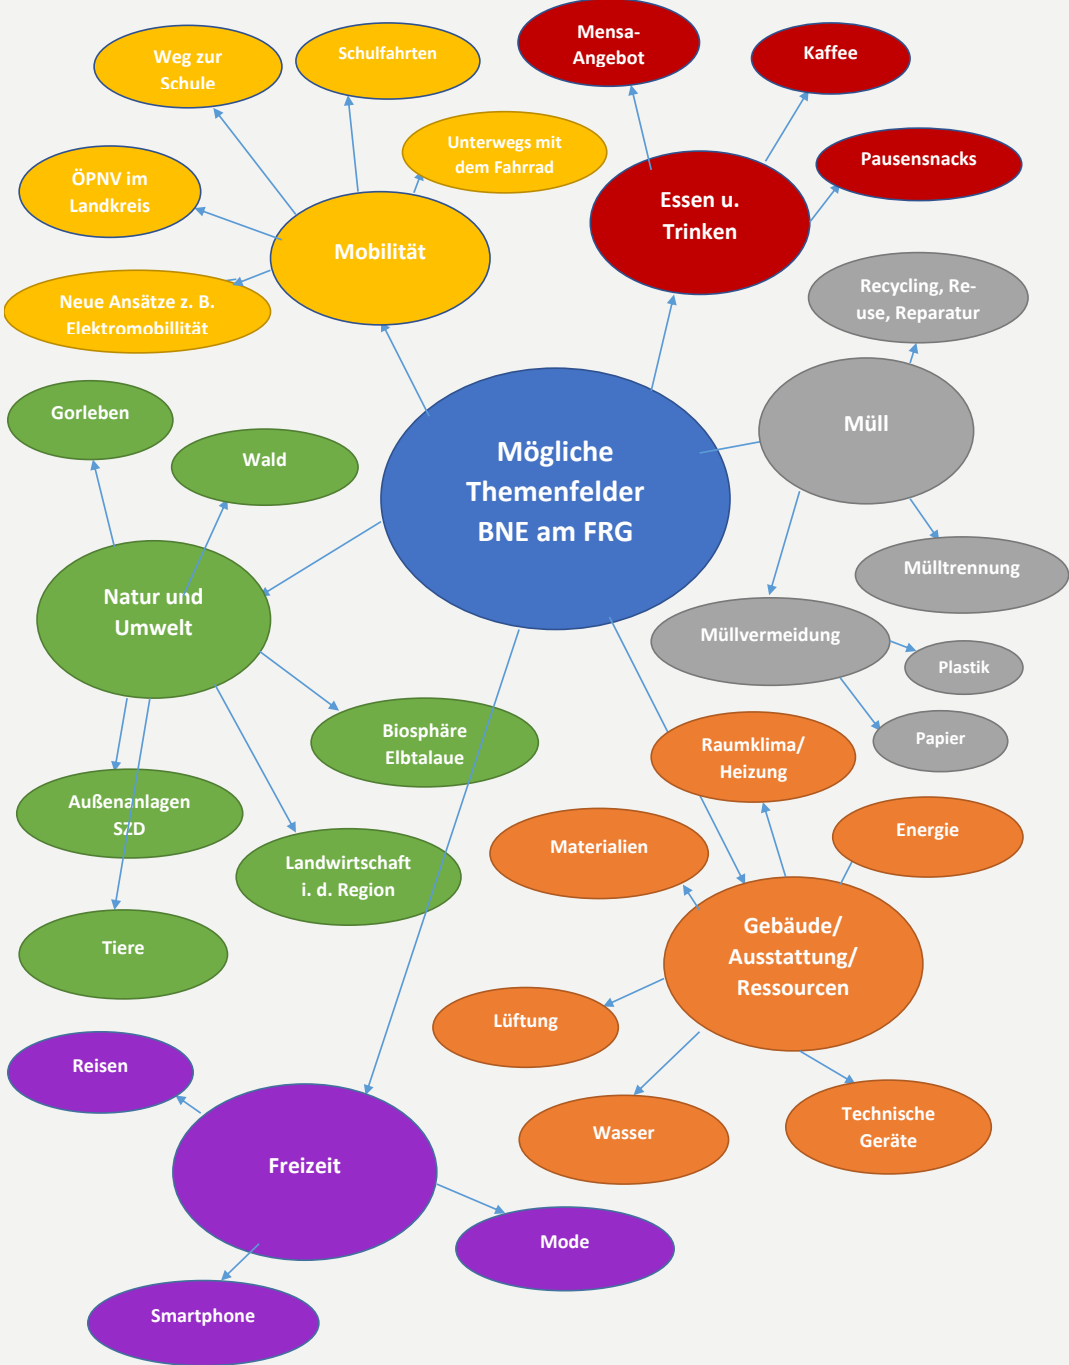 Weg zur
Schule
Schulfahrten
Unterwegs mit
dem Fahrrad
ÖPNV im
Landkreis
Mobilität
Neue Ansätze z. B.
Elektromobillität
Mensa-
Angebot
Kaffee
Pausensnacks
Essen u.
Trinken
Recycling, Re-
use, Reparatur
Müll
Mülltrennung
Müllvermeidung
Plastik
Papier
Mögliche
Themenfelder
BNE am FRG
Gorleben
Wald
Natur und
Umwelt
Biosphäre
Elbtalaue
Außenanlagen
SZD
Landwirtschaft
i. d. Region
Tiere
Raumklima/
Heizung
Energie
Materialien
Gebäude/
Ausstattung/
Ressourcen
Lüftung
Wasser
Technische
Geräte
Reisen
Freizeit
Mode
Smartphone